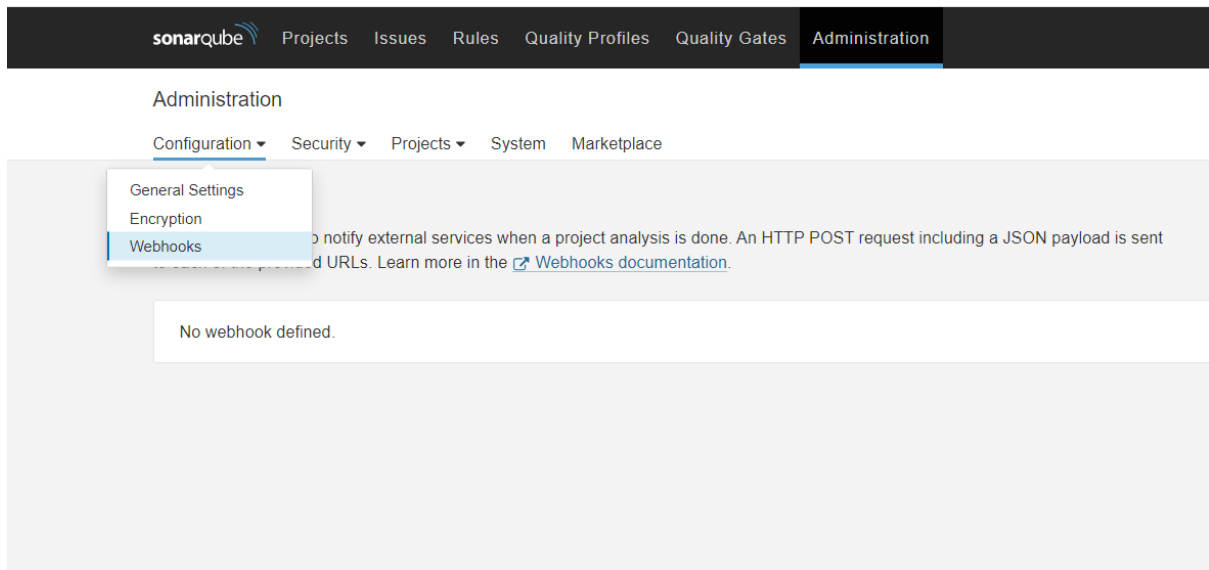 sonarqube Projects Issues Rules Quality Profiles Quality Gates Administration
Administration
Configuration Security Projects System Marketplace
General Settings
Encryption
Webhooks
notify external services when a project analysis is done. An HTTP POST request including a JSON payload is sent
URLs. Learn more in the Webhooks documentation.
No webhook defined.